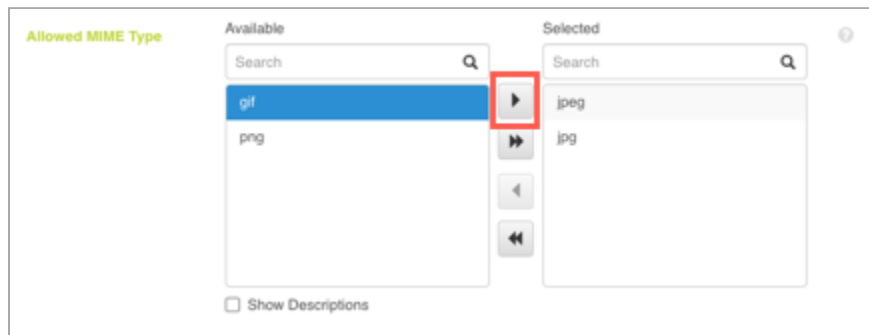 Allowed MIME Type
Available
Selected
Search
Search
gif
jpeg
png
jpg
Show Descriptions